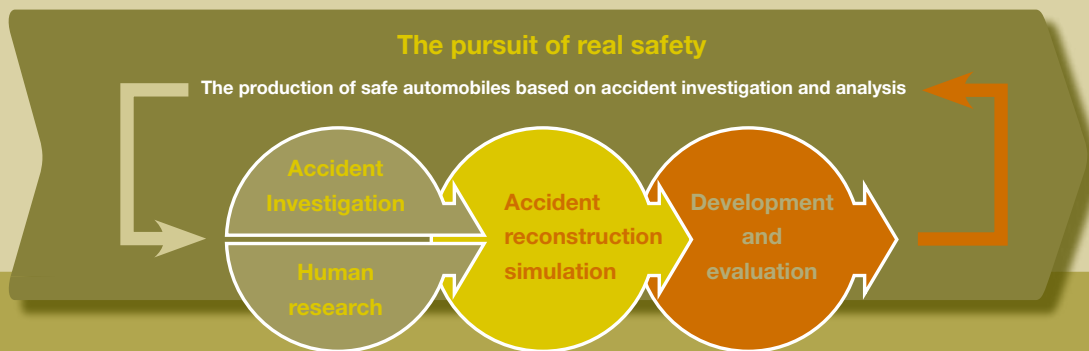 The pursuit of real safety
The production of safe automobiles based on accident investigation and analysis
Accident
Investigation
Human
research
Accident
reconstruction
simulation
Development
and
evaluation